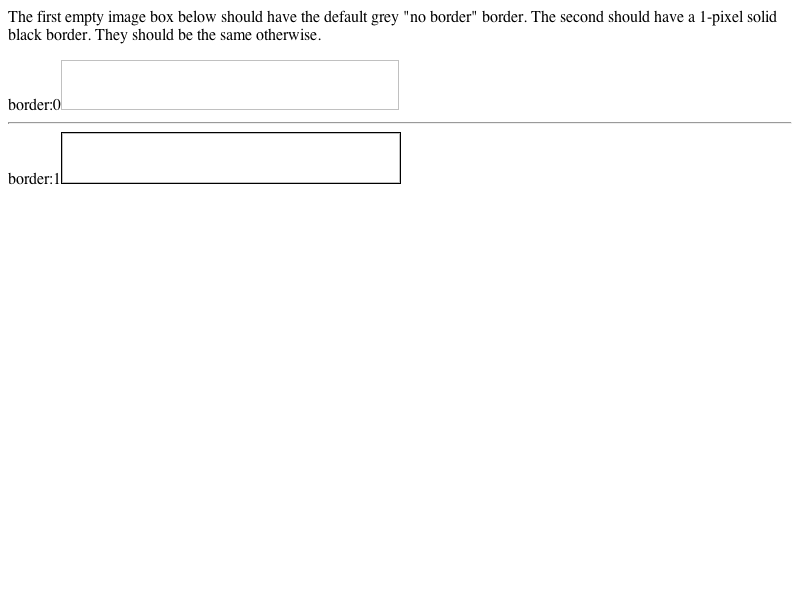 The first empty image box below should have the default grey "no border" border. The second should have a 1-pixel solid
black border. They should be the same otherwise.
border:0
border:1